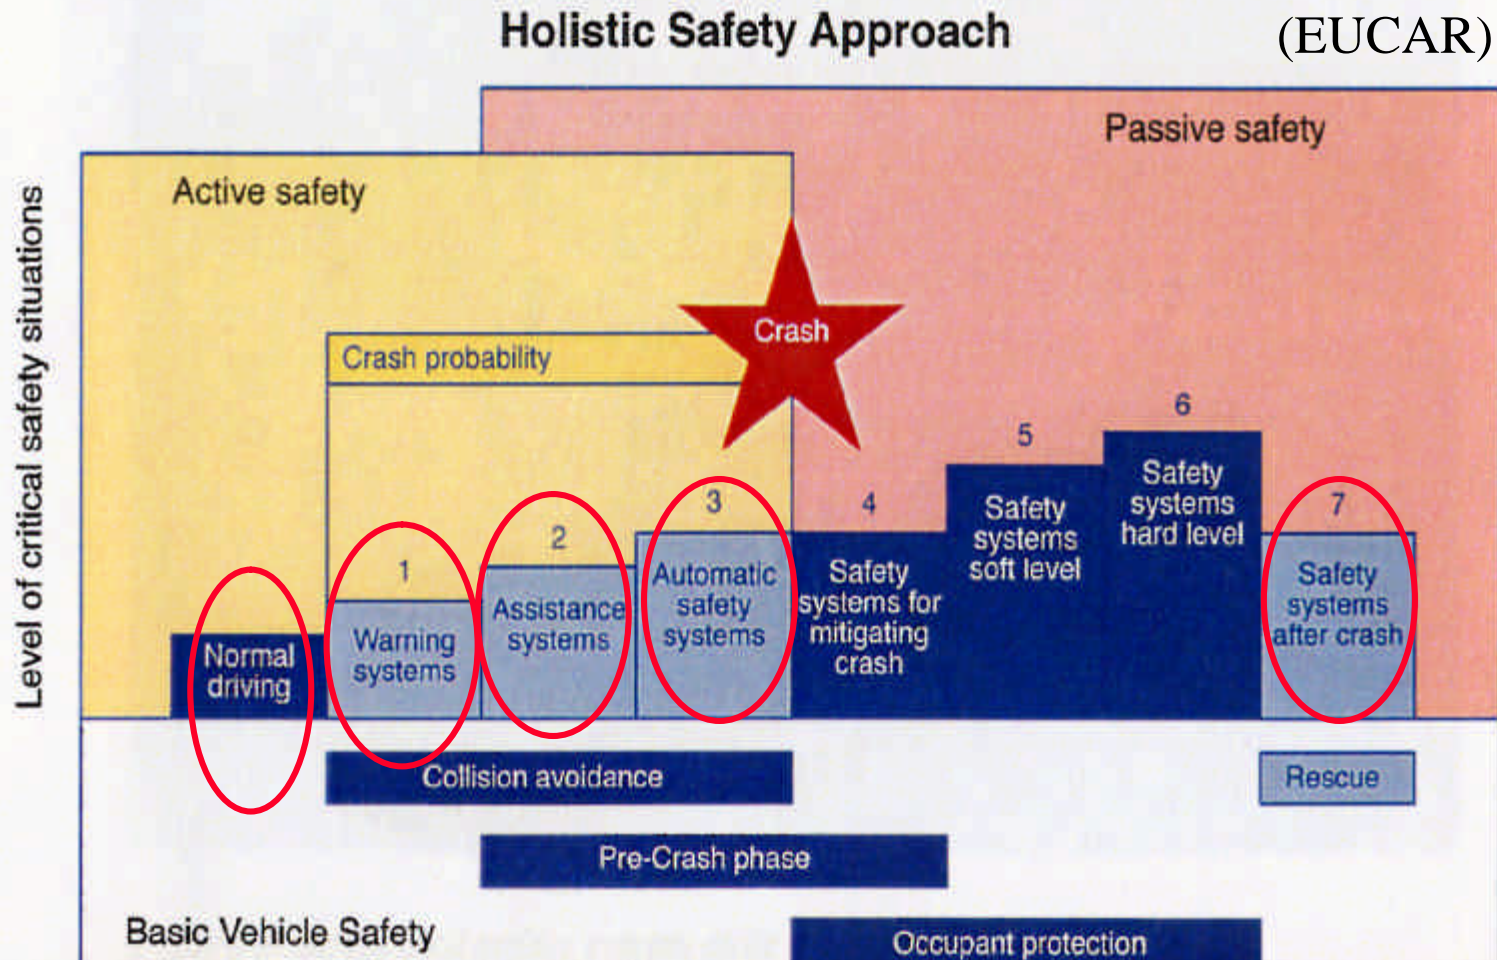 Holistic Safety Approach
(EUCAR)
Passive safety
Active safety
Level of critical safety situations
Crash
Crash probability
Normal
driving
1
Warning
systems
2
Assistance
systems
3
Automatic
safety
systems
4
Safety
systems for
mitigating
crash
5
Safety
systems
soft level
6
Safety
systems
hard level
7
Safety
systems
after crash
Collision avoidance
Rescue
Pre-Crash phase
Basic Vehicle Safety
Occupant protection